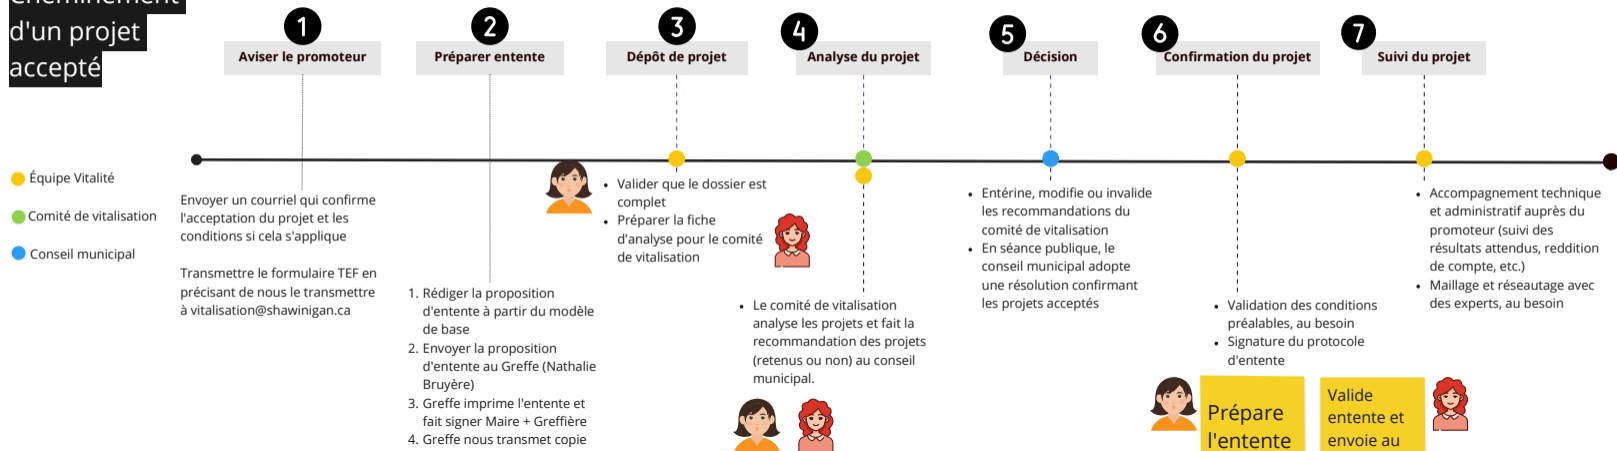 Cheminement
d'un projet
accepté
1
Aviser le promoteur
2
Préparer entente
3
Dépôt de projet
4
Analyse du projet
5
Décision
6
Confirmation du projet
7
Suivi du projet
Équipe Vitalité
Comité de vitalisation
Conseil municipal
Envoyer un courriel qui confirme
l'acceptation du projet et les
conditions si cela s'applique
Transmettre le formulaire TEF en
précisant de nous le transmettre
à vitalisation@shawinigan.ca
1. Rédiger la proposition
d'entente à partir du modèle
de base
2. Envoyer la proposition
d'entente au Greffe (Nathalie
Bruyère)
3. Greffe imprime l'entente et
fait signer Maire + Greffière
4. Greffe nous transmet copie
• Valider que le dossier est
complet
• Préparer la fiche
d'analyse pour le comité
de vitalisation
• Le comité de vitalisation
analyse les projets et fait la
recommandation des projets
(retenus ou non) au conseil
municipal.
• Entérine, modifie ou invalide
les recommandations du
comité de vitalisation
• En séance publique, le
conseil municipal adopte
une résolution confirmant
les projets acceptés
• Validation des conditions
préalables, au besoin
• Signature du protocole
d'entente
Prépare
l'entente
Valide
entente et
envoie au
• Accompagnement technique
et administratif auprès du
promoteur (suivi des
résultats attendus, reddition
de compte, etc.)
• Maillage et réseautage avec
des experts, au besoin